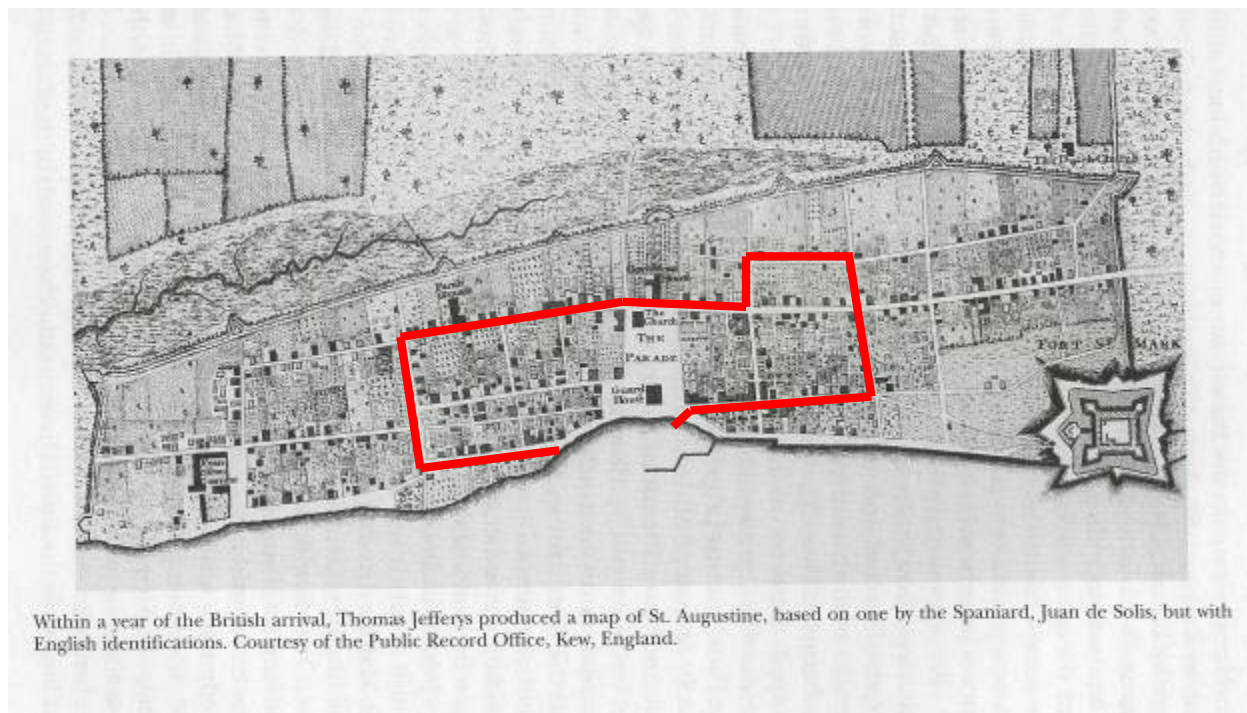 FORT St. MARK
The
Church
THE
PARADE
Guard
House
Within a year of the British arrival, Thomas Jefferys produced a map of St. Augustine, based on one by the Spaniard, Juan de Solis, but with
English identifications. Courtesy of the Public Record Office, Kew, England.